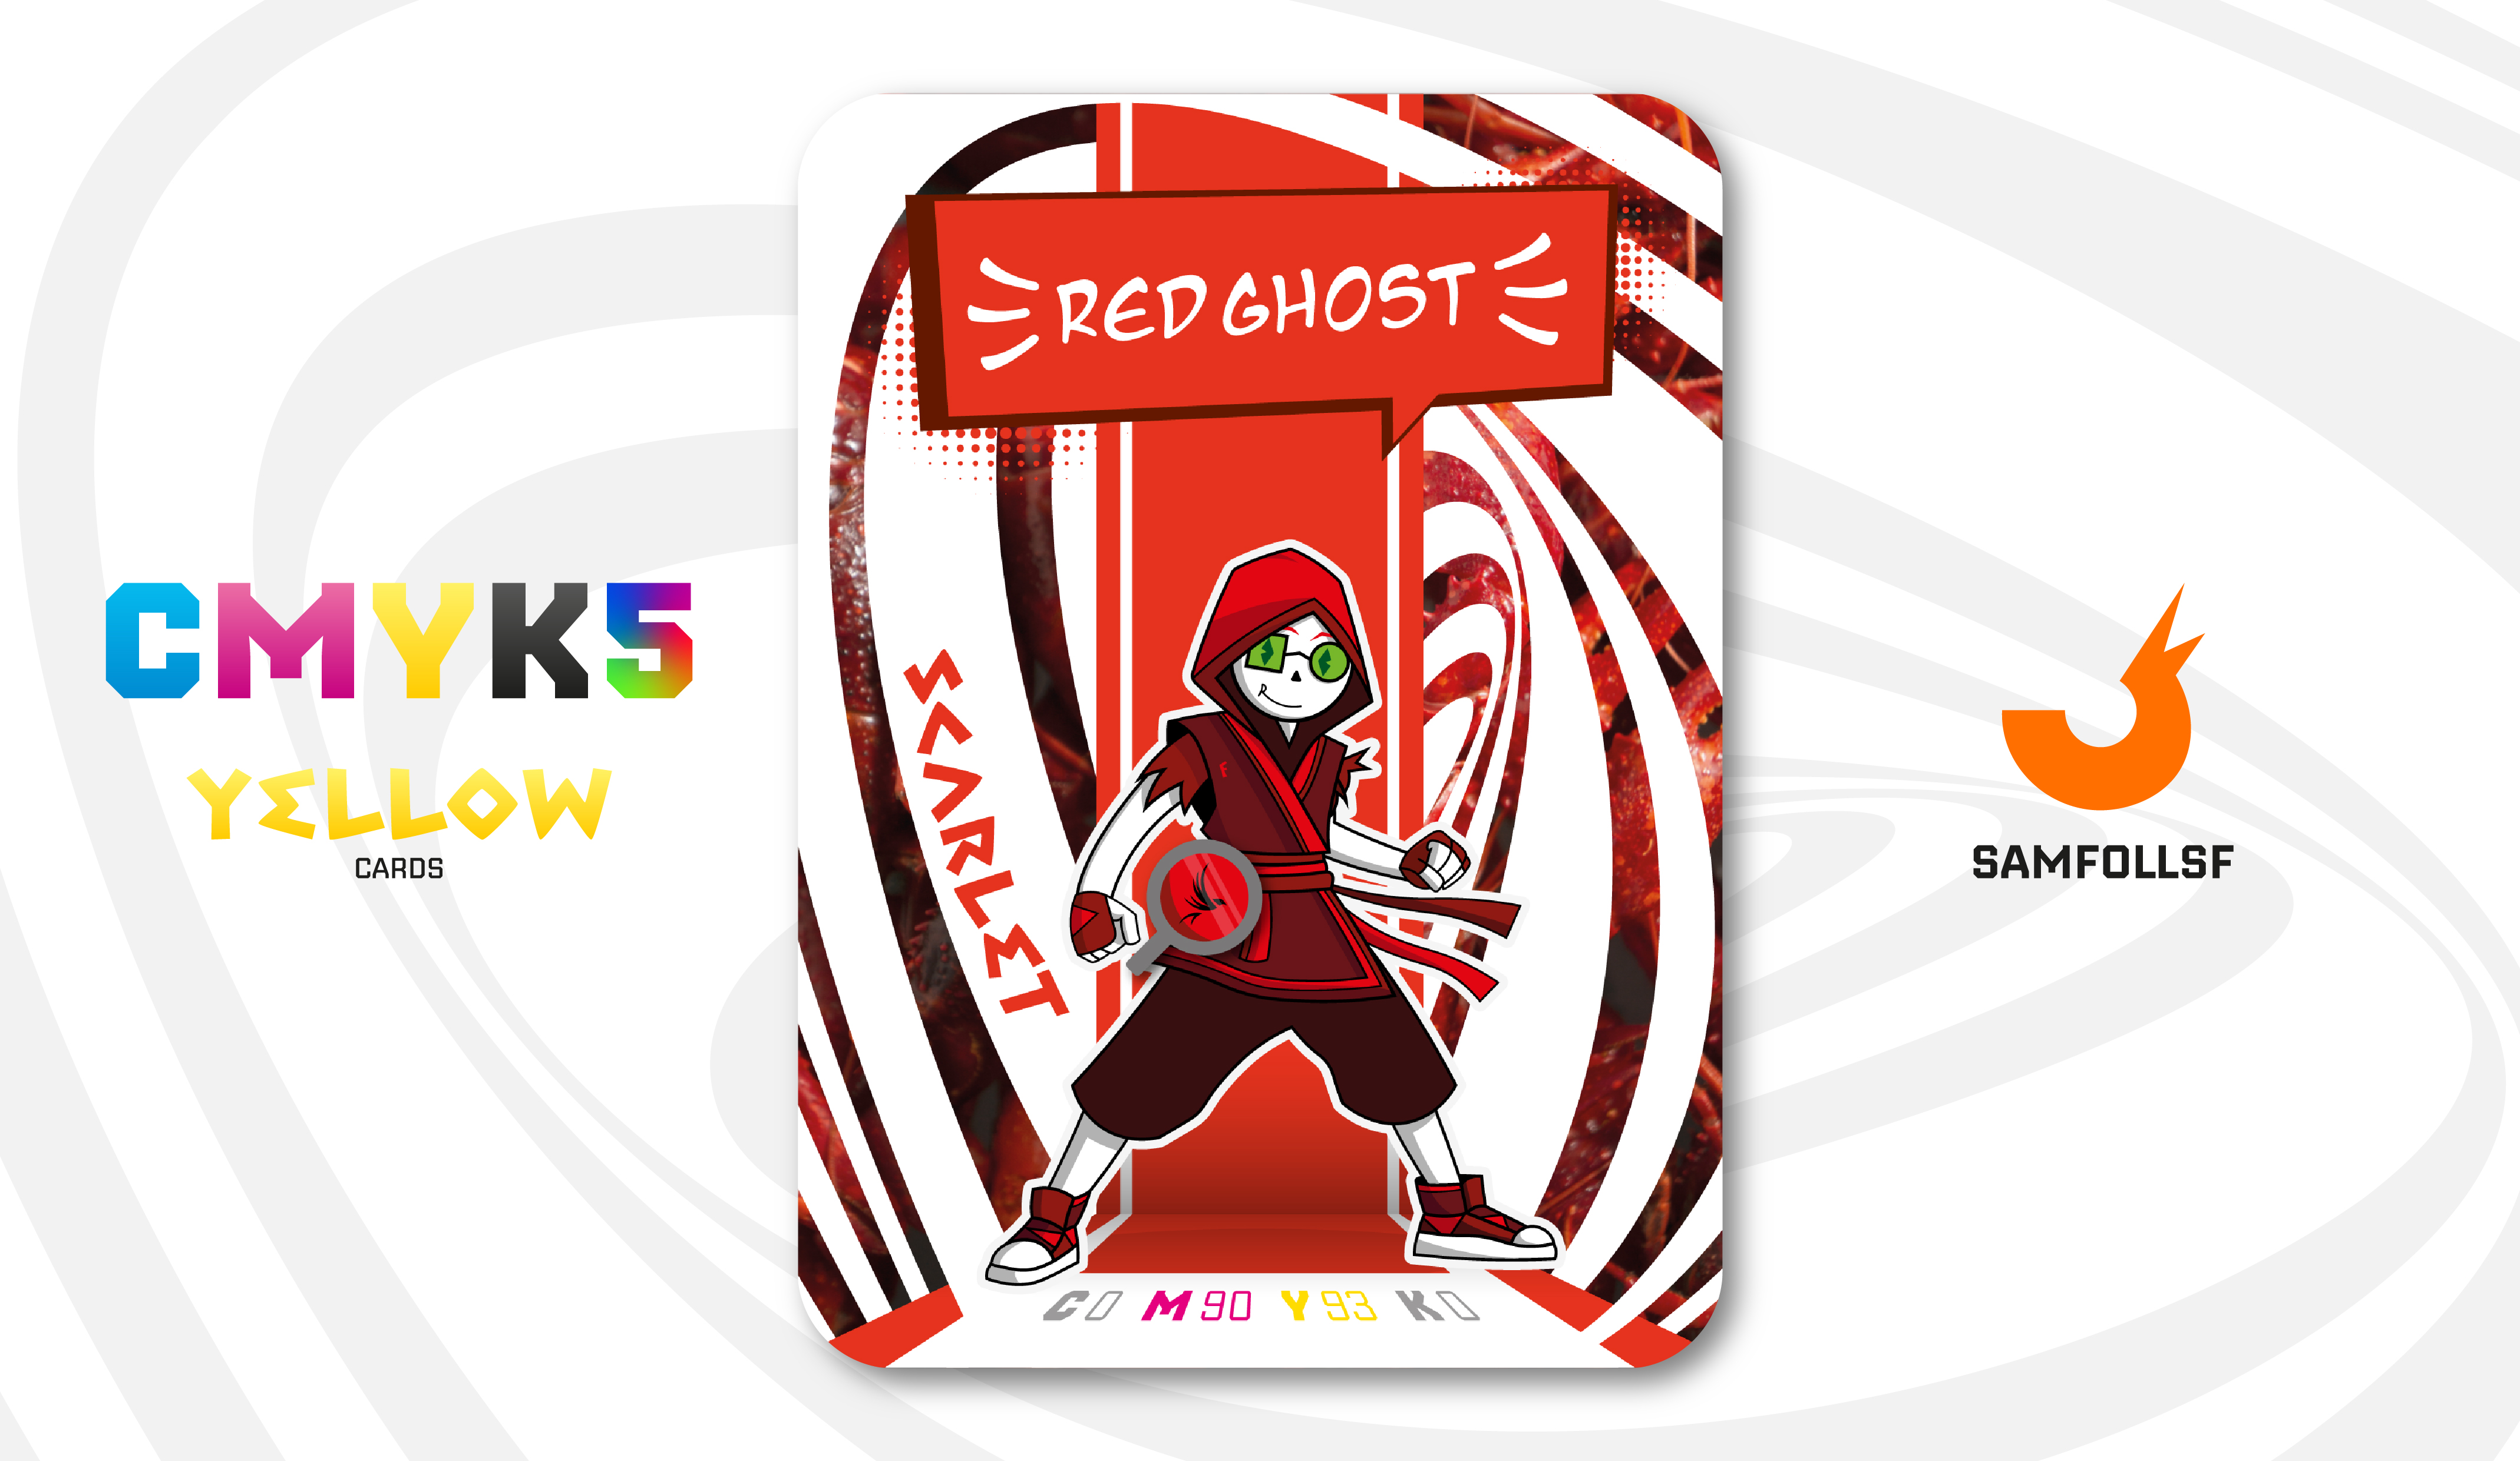 CMYK5
YELLOW
CARDS
RED GHOST
SCARLET
F
C0 M90 Y93 K0
SAMFOLLSF